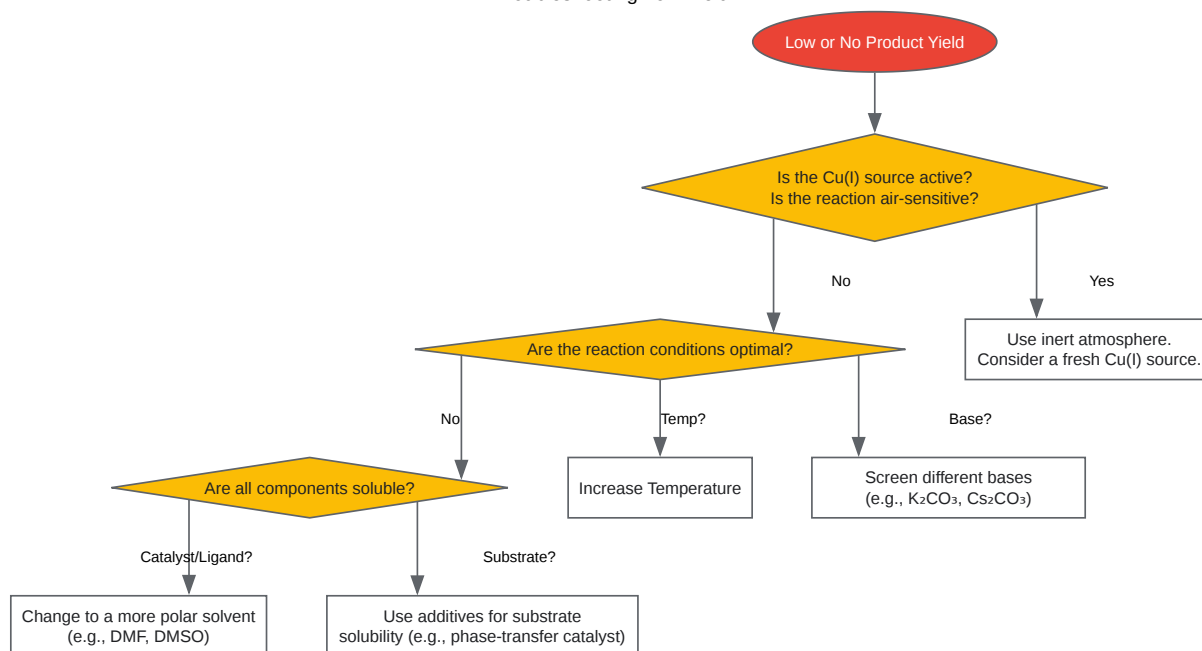 Low or No Product Yield
Is the Cu(I) source active?
Is the reaction air-sensitive?
No
Yes
Use inert atmosphere.
Consider a fresh Cu(I) source.
Are the reaction conditions optimal?
No
Temp?
Base?
Are all components soluble?
Increase Temperature
Screen different bases
(e.g., K₂CO₃, Cs₂CO₃)
Catalyst/Ligand?
Substrate?
Change to a more polar solvent
(e.g., DMF, DMSO)
Use additives for substrate
solubility (e.g., phase-transfer catalyst)